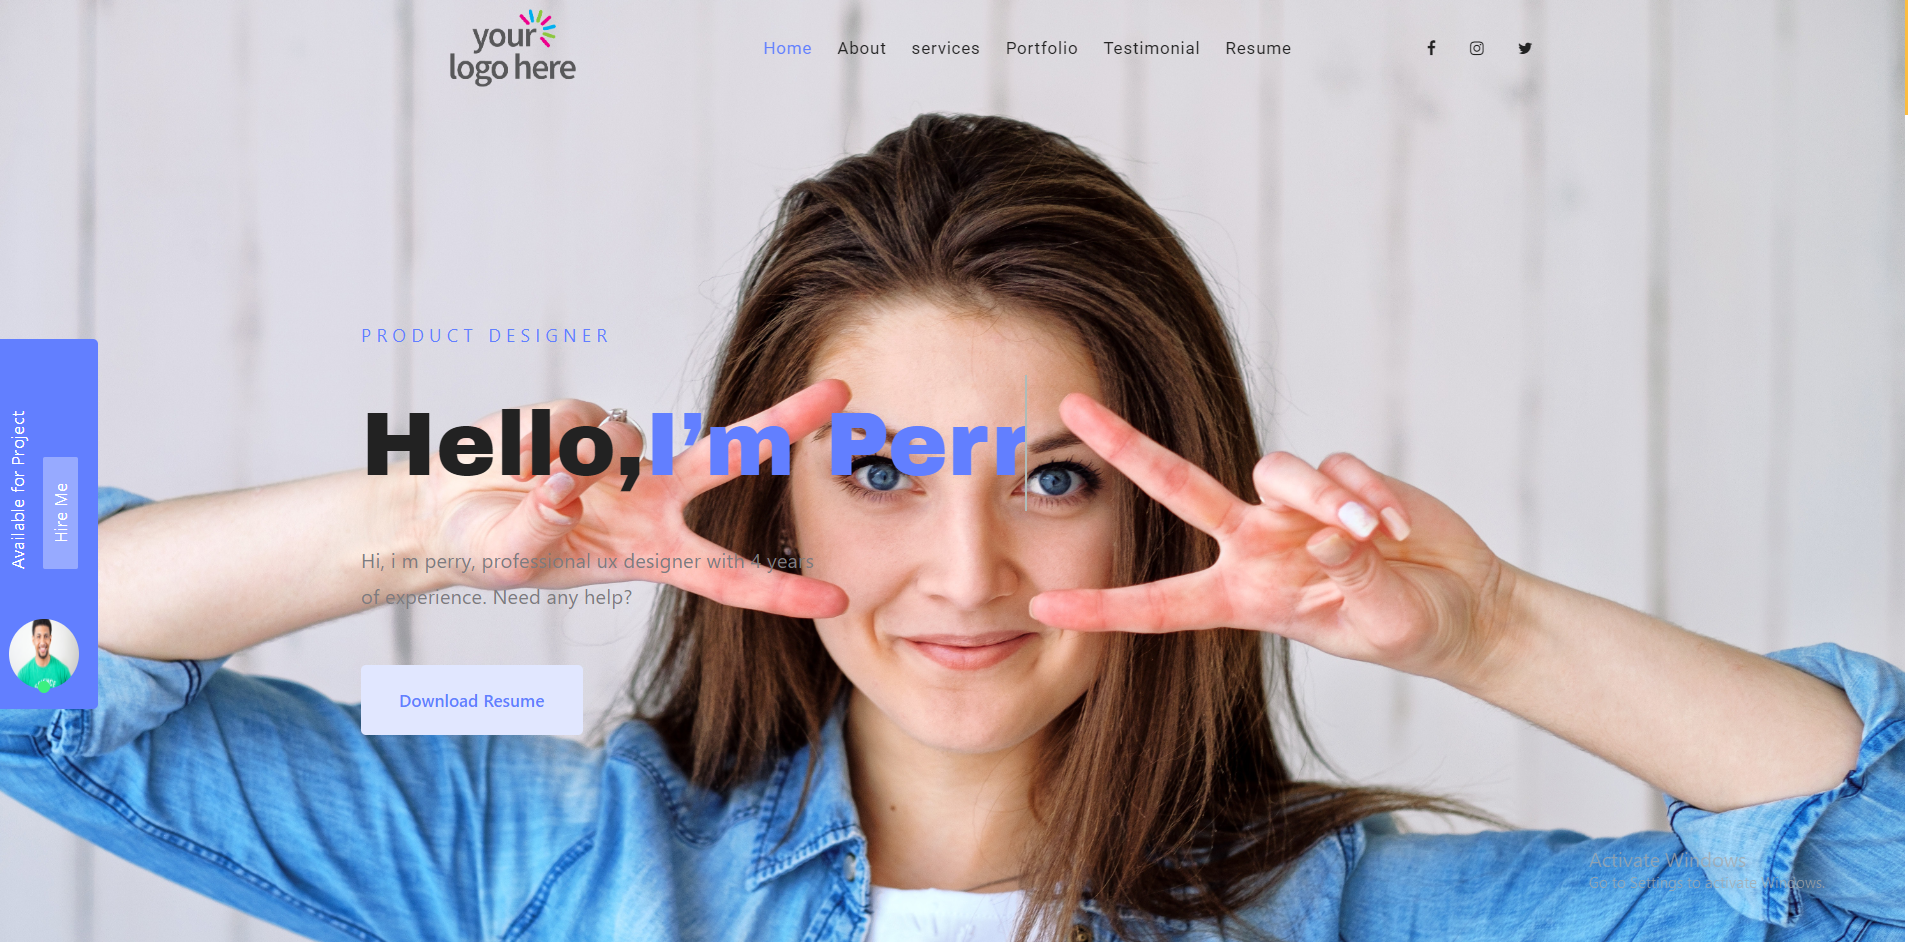 your
logo here
Home About services Portfolio Testimonial Resume
PRODUCT DESIGNER
Hello,I'm Perr
Hi, i m perry, professional ux designer with 4 years
of experience. Need any help?
Download Resume
Available for Project
Hire Me
Activate Windows
Go to Settings to activate Windows.